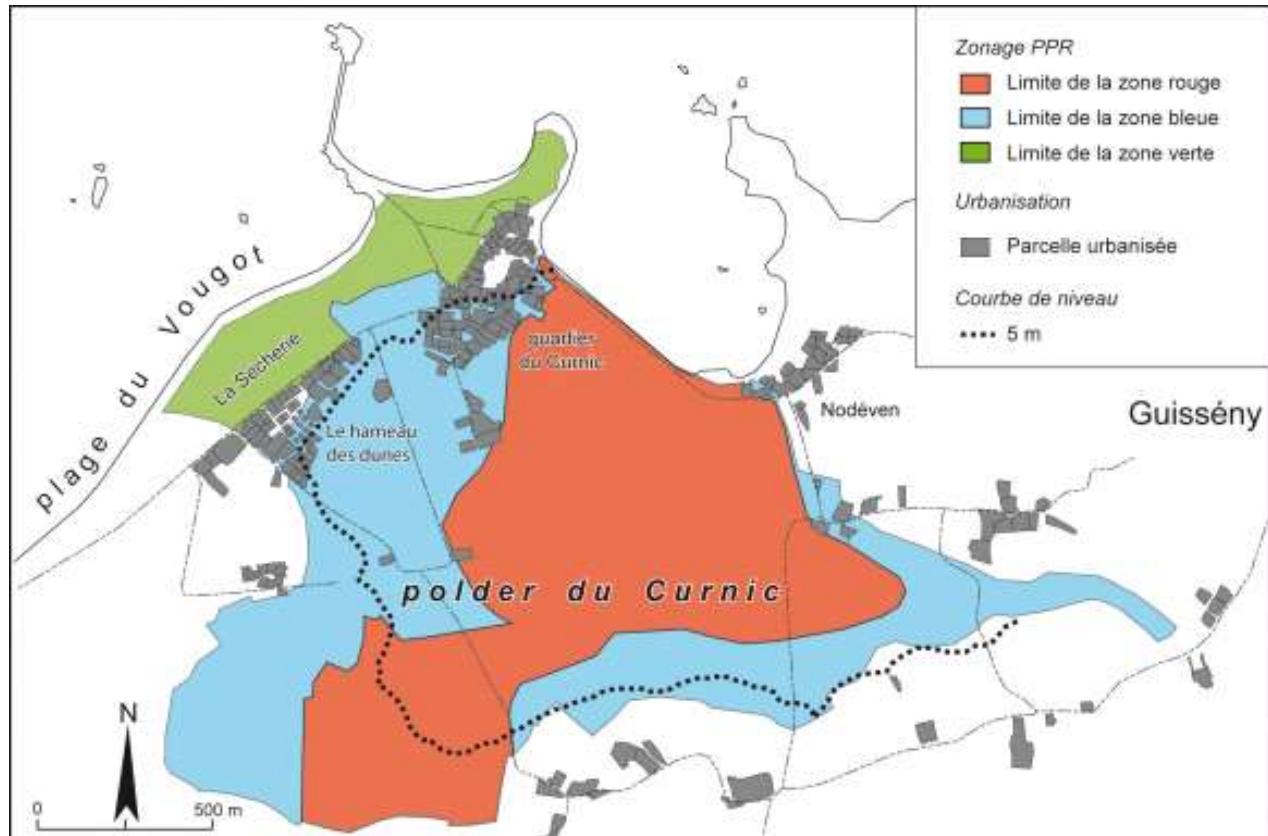 Zonage PPR
Limite de la zone rouge
Limite de la zone bleue
Limite de la zone verte
Urbanisation
Parcelle urbanisée
Courbe de niveau
5 m
plage du Vougot
La Sécherie
quartier
du Curnic
Le hameau
des dunes
Nodéven
Guissény
polder du Curnic
N
0 500 m